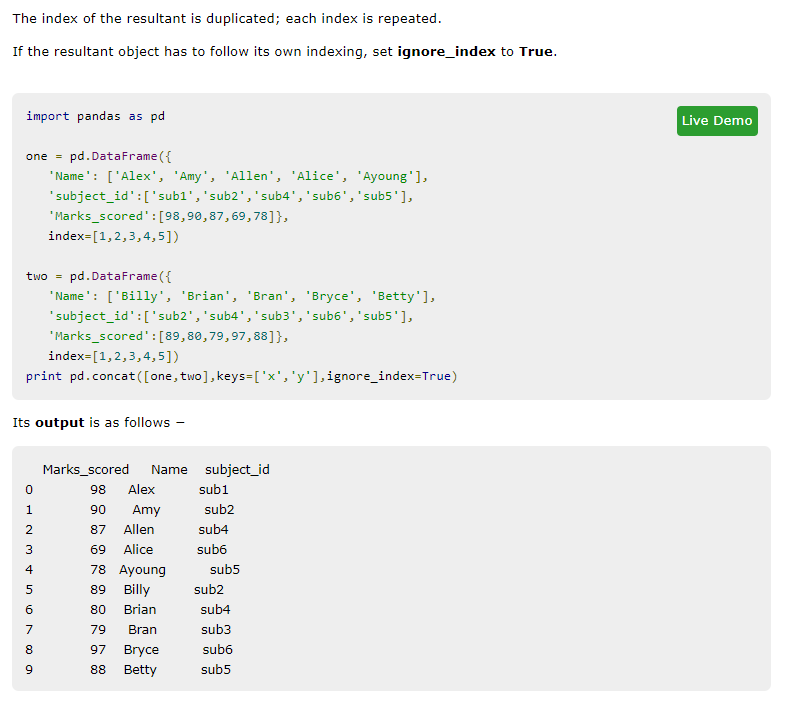 The index of the resultant is duplicated; each index is repeated.
If the resultant object has to follow its own indexing, set ignore_index to True.
Live Demo
import pandas as pd
one = pd.DataFrame({
'Name': ['Alex', 'Amy', 'Allen', 'Alice', 'Ayoung'],
'subject_id':['sub1','sub2','sub4','sub6','sub5'],
'Marks_scored':[98,90,87,69,78]},
index=[1,2,3,4,5])
two = pd.DataFrame({
'Name': ['Billy', 'Brian', 'Bran', 'Bryce', 'Betty'],
'subject_id':['sub2','sub4','sub3','sub6','sub5'],
'Marks_scored':[89,80,79,97,88]},
index=[1,2,3,4,5])
print pd.concat([one,two],keys=['x','y'],ignore_index=True)
Its output is as follows −
Marks_scored Name subject_id
0 98 Alex sub1
1 90 Amy sub2
2 87 Allen sub4
3 69 Alice sub6
4 78 Ayoung sub5
5 89 Billy sub2
6 80 Brian sub4
7 79 Bran sub3
8 97 Bryce sub6
9 88 Betty sub5